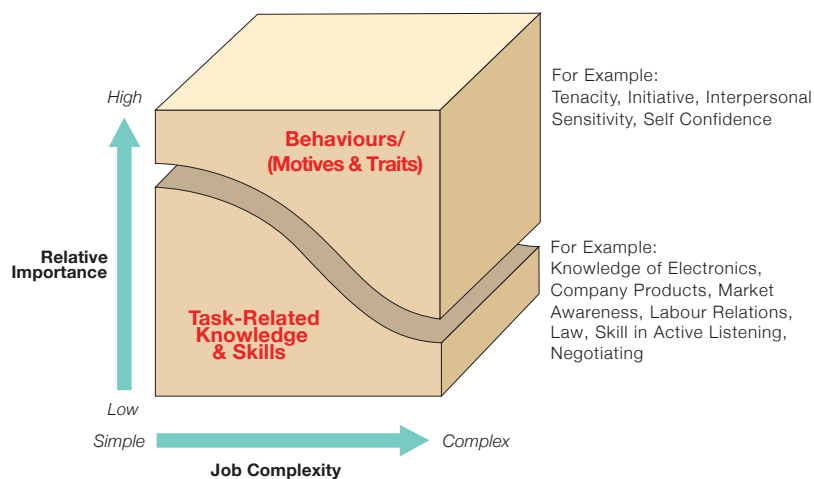 For Example:
Tenacity, Initiative, Interpersonal
Sensitivity, Self Confidence
High
Behaviours/
(Motives & Traits)
Relative
Importance
For Example:
Knowledge of Electronics,
Company Products, Market
Awareness, Labour Relations,
Law, Skill in Active Listening,
Negotiating
Task-Related
Knowledge
& Skills
Low
Simple
Complex
Job Complexity